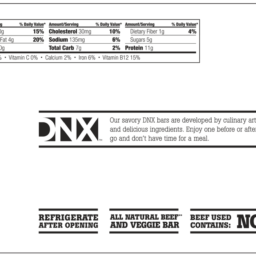 % Daily Value* Amount/Serving % Daily Value* Amount/Serving % Daily Value*
15% Cholesterol 30mg 10% Dietary Fiber 1g 4%
Fat 4g 20% Sodium 135mg 6% Sugars 5g
Total Carb 7g 2% Protein 11g
• Vitamin C 0% • Calcium 2% • Iron 6% • Vitamin B12 15%
DNX
Our savory DNX bars are developed by culinary art
and delicious ingredients. Enjoy one before or afte
go and don't have time for a meal.
REFRIGERATE
AFTER OPENING
ALL NATURAL BEEF
AND VEGGIE BAR
BEEF USED
CONTAINS:
NO